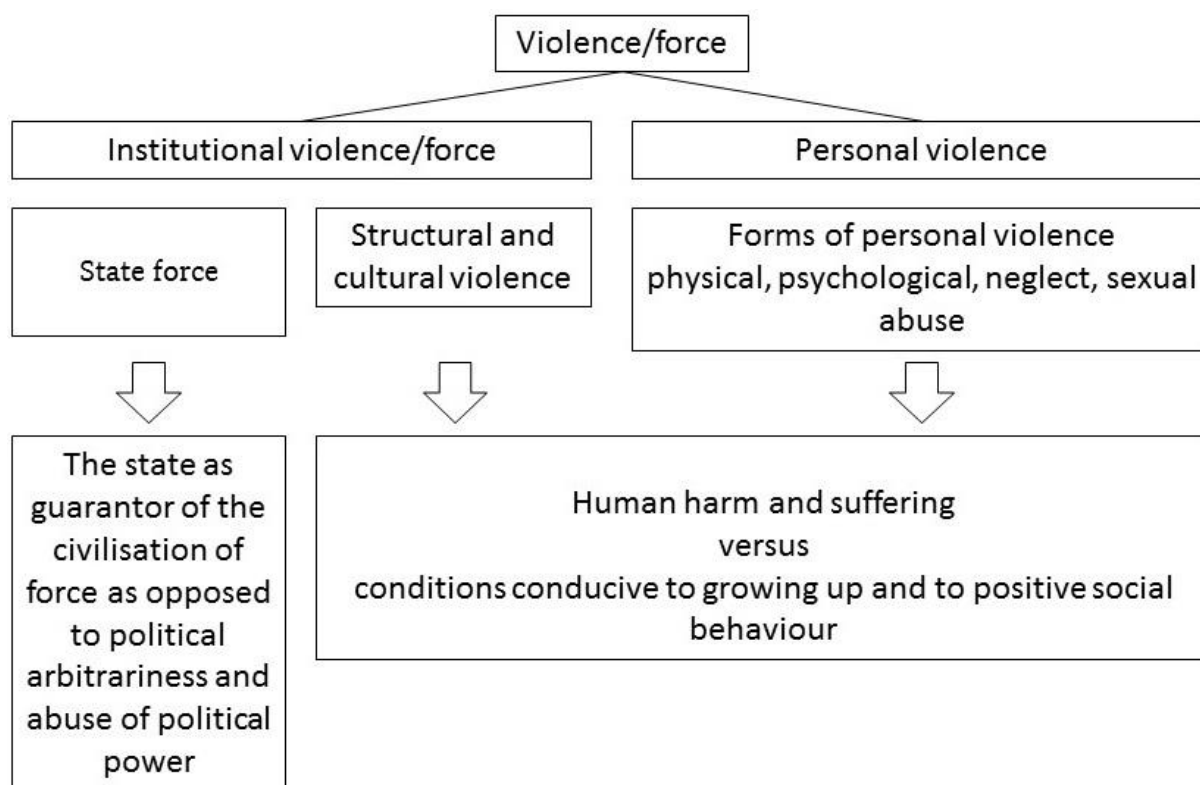 Violence/force
Institutional violence/force
Personal violence
State force
Structural and
cultural violence
Forms of personal violence
physical, psychological, neglect, sexual
abuse
The state as
guarantor of the
civilisation of
force as opposed
to political
arbitrariness and
abuse of political
power
Human harm and suffering
versus
conditions conducive to growing up and to positive social
behaviour